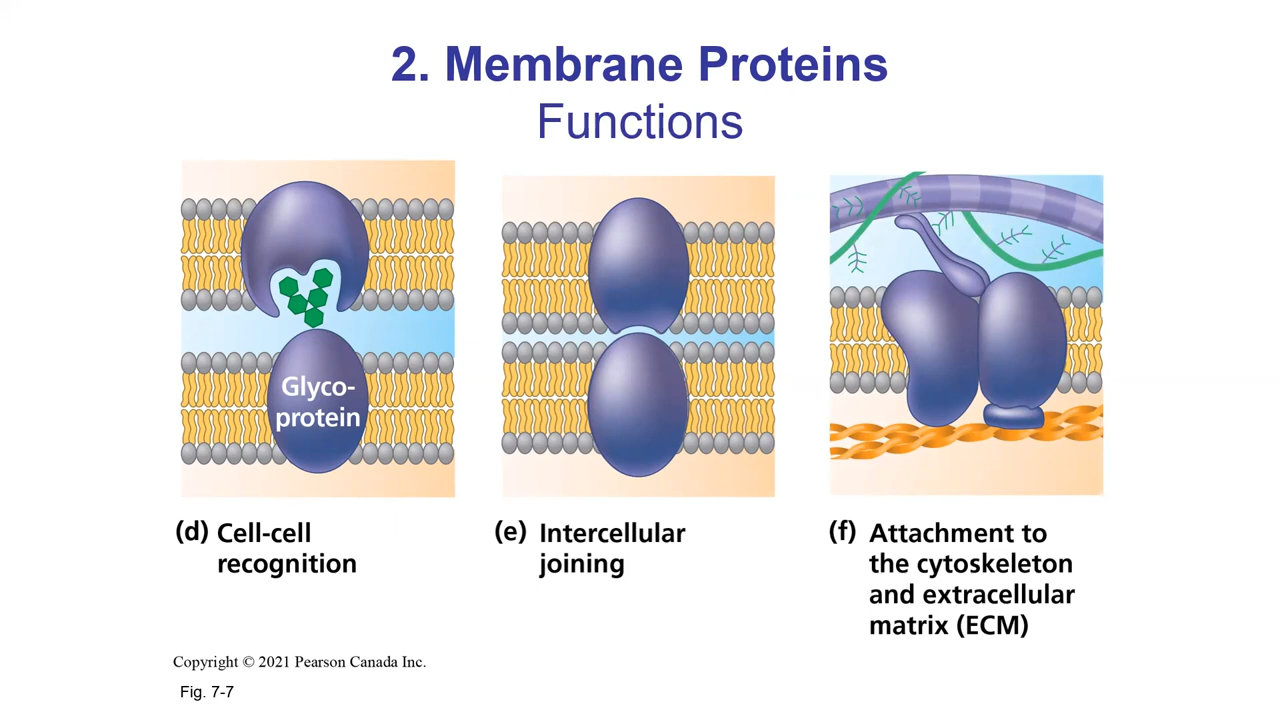 2. Membrane Proteins
Functions
Glyco-
protein
(d) Cell-cell
recognition
(e) Intercellular
joining
(f) Attachment to
the cytoskeleton
and extracellular
matrix (ECM)
Copyright © 2021 Pearson Canada Inc.
Fig. 7-7